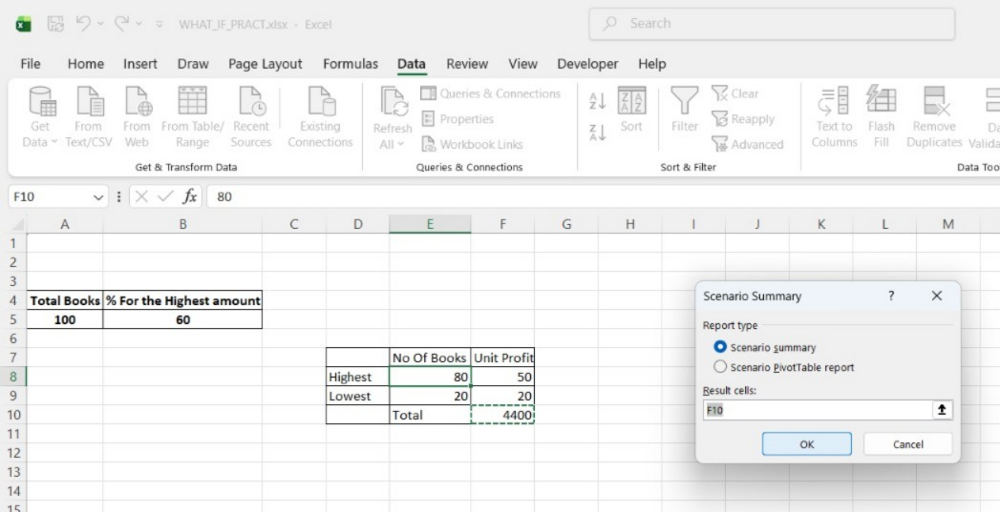 WHAT_IF_PRACT.xlsx - Excel
Search
File Home Insert Draw Page Layout Formulas Data Review View Developer Help
Get Data
From Text/CSV
From Web
From Table/ Range
Recent Sources
Existing Connections
Get & Transform Data
Refresh All
Queries & Connections
Properties
Workbook Links
Queries & Connections
A Z
Z A
Z A A Z
Sort
Filter
Clear
Reapply
Advanced
Sort & Filter
Text to Columns
Flash Fill
Remove Duplicates
Da
Valida
Data Too
F10 fx 80
A B C D E F G H I J K L M
1
2
3
4 Total Books % For the Highest amount
5 100 60
6
7 No Of Books Unit Profit
8 Highest 80 50
9 Lowest 20 20
10 Total 4400
11
12
13
14
15
Scenario Summary ? X
Report type
Scenario summary
Scenario PivotTable report
Result cells:
F10
OK Cancel